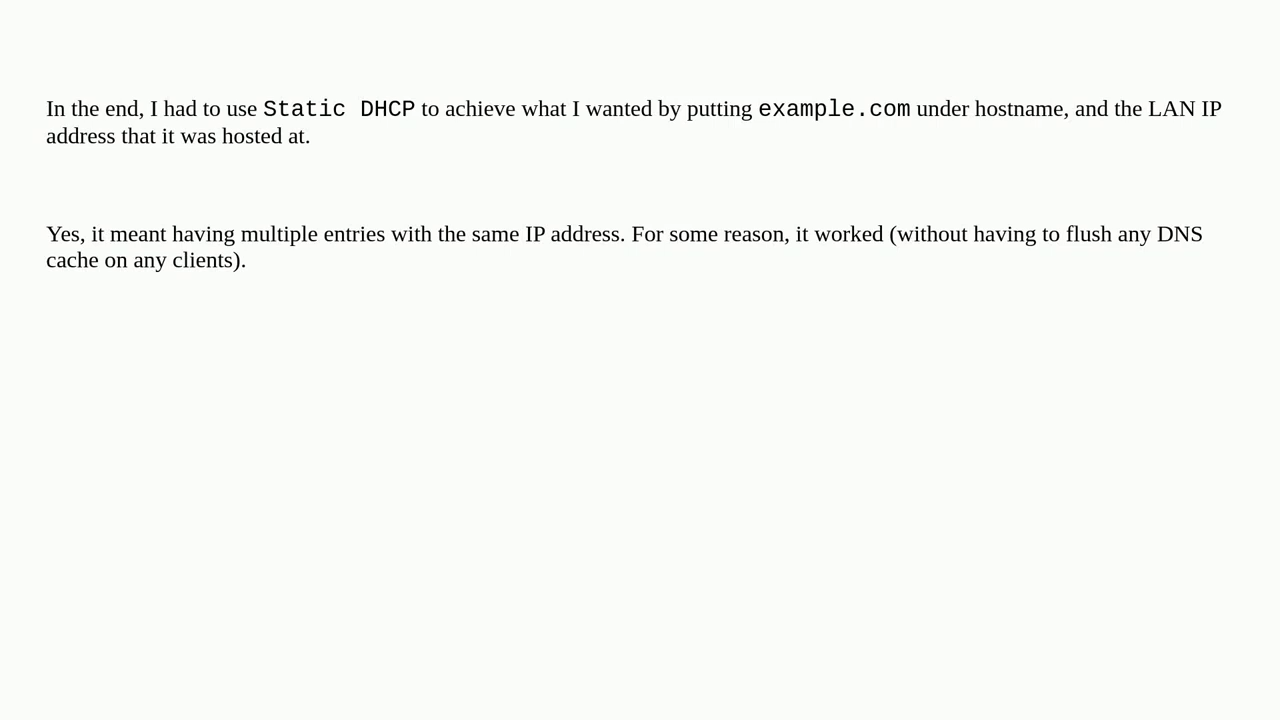 In the end, I had to use Static DHCP to achieve what I wanted by putting example.com under hostname, and the LAN IP
address that it was hosted at.
Yes, it meant having multiple entries with the same IP address. For some reason, it worked (without having to flush any DNS
cache on any clients).